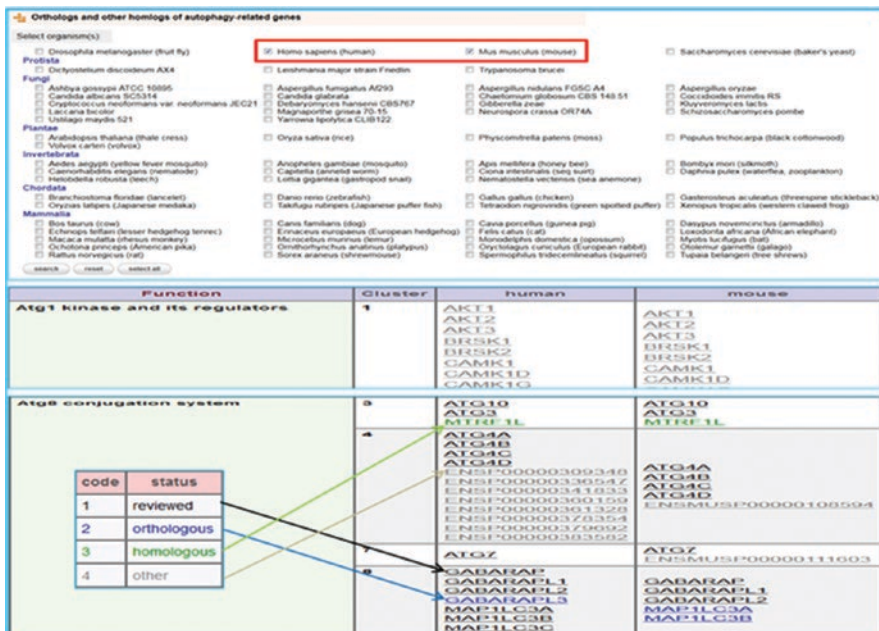 Orthologs and other homologs of autophagy-related genes
Select organism(s)
Drosophila melanogaster (fruit fly) Homo sapiens (human) Mus musculus (mouse) Saccharomyces cerevisiae (baker's yeast)
Protista
Dictyostelium discoideum AX4 Leishmania major strain Friedlin Trypanosoma brucei
Fungi
Ashbya gossypii ATCC 10895 Aspergillus fumigatus Af293 Aspergillus nidulans FGSC A4 Aspergillus oryzae
Candida albicans SC5314 Candida glabrata Chaetomium globosum CBS 148.51 Coccidioides immitis RS
Cryptococcus neoformans var. neoformans JEC21 Debaryomyces hansenii CBS767 Gibberella zeae Kluyveromyces lactis
Laccaria bicolor Magnaporthe grisea 70-15 Neurospora crassa OR74A Schizosaccharomyces pombe
Ustilago maydis 521 Yarrowia lipolytica CLIB122
Plantae
Arabidopsis thaliana (thale cress) Oryza sativa (rice) Physcomitrella patens (moss) Populus trichocarpa (black cottonwood)
Volvox carteri (volvox)
Invertebrata
Aedes aegypti (yellow fever mosquito) Anopheles gambiae (mosquito) Apis mellifera (honey bee) Bombyx mori (silkmoth)
Caenorhabditis elegans (nematode) Capitella (annelid worm) Ciona intestinalis (sea squirt) Daphnia pulex (waterflea, zooplankton)
Helobdella robusta (leech) Lottia gigantea (gastropod snail) Nematostella vectensis (sea anemone)
Chordata
Branchiostoma floridae (lancelet) Danio rerio (zebrafish) Gallus gallus (chicken) Gasterosteus aculeatus (threespine stickleback)
Oryzias latipes (Japanese medaka) Takifugu rubripes (Japanese puffer fish) Tetraodon nigroviridis (green spotted puffer) Xenopus tropicalis (western clawed frog)
Mammalia
Bos taurus (cow) Canis familiaris (dog) Cavia porcellus (guinea pig) Dasypus novemcinctus (armadillo)
Echinops telfairi (lesser hedgehog tenrec) Erinaceus europaeus (European hedgehog) Felis catus (cat) Loxodonta africana (African elephant)
Macaca mulatta (rhesus monkey) Microcebus murinus (lemur) Monodelphis domestica (opossum) Myotis lucifugus (bat)
Ochotona princeps (American pika) Ornithorhynchus anatinus (platypus) Oryctolagus cuniculus (European rabbit) Otolemur garnettii (galago)
Rattus norvegicus (rat) Sorex araneus (shrewmouse) Spermophilus tridecemlineatus (squirrel) Tupaia belangeri (tree shrews)
search reset select all
Function Cluster human mouse
Atg1 kinase and its regulators 1 AKT1 AKT1
AKT2 AKT2
AKT3 AKT3
BRSK1 BRSK1
BRSK2 BRSK2
CAMK1 CAMK1
CAMK1D CAMK1D
CAMK1G
Atg8 conjugation system 3 ATG10 ATG10
ATG3 ATG3
MTRF1L MTRF1L
4 ATG4A ATG4A
ATG4B ATG4B
ATG4C ATG4C
ATG4D ATG4D
ENSP00000309348 ENSMUSP00000108594
ENSP00000336547
ENSP00000341833
ENSP00000360159
ENSP00000361328
ENSP00000378354
ENSP00000379692
ENSP00000383582
7 ATG7 ATG7
ENSMUSP00000111603
8 GABARAP GABARAP
GABARAPL1 GABARAPL1
GABARAPL2 GABARAPL2
GABARAPL3 MAP1LC3A
MAP1LC3A MAP1LC3B
MAP1LC3B
MAP1LC3C
code status
1 reviewed
2 orthologous
3 homologous
4 other